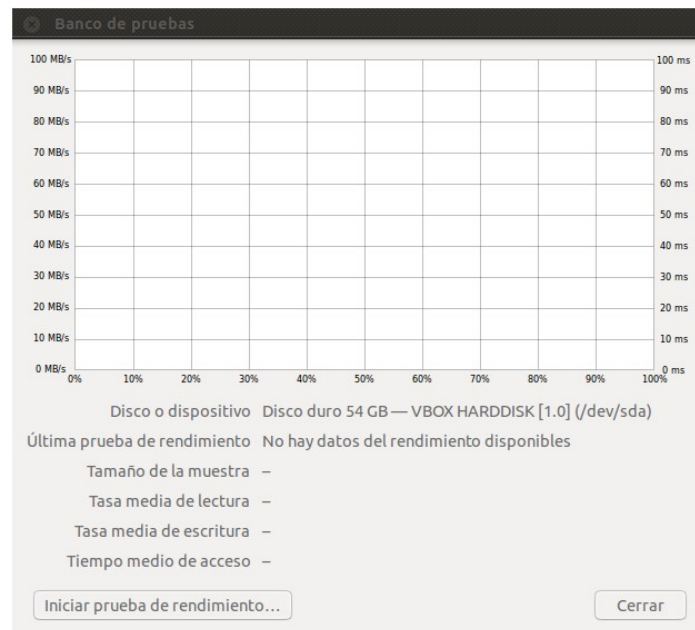 Banco de pruebas
100 MB/s 100 ms
90 MB/s 90 ms
80 MB/s 80 ms
70 MB/s 70 ms
60 MB/s 60 ms
50 MB/s 50 ms
40 MB/s 40 ms
30 MB/s 30 ms
20 MB/s 20 ms
10 MB/s 10 ms
0 MB/s 0 ms
0% 10% 20% 30% 40% 50% 60% 70% 80% 90% 100%
Disco o dispositivo Disco duro 54 GB — VBOX HARDDISK [1.0] (/dev/sda)
Última prueba de rendimiento No hay datos del rendimiento disponibles
Tamaño de la muestra –
Tasa media de lectura –
Tasa media de escritura –
Tiempo medio de acceso –
Iniciar prueba de rendimiento... Cerrar